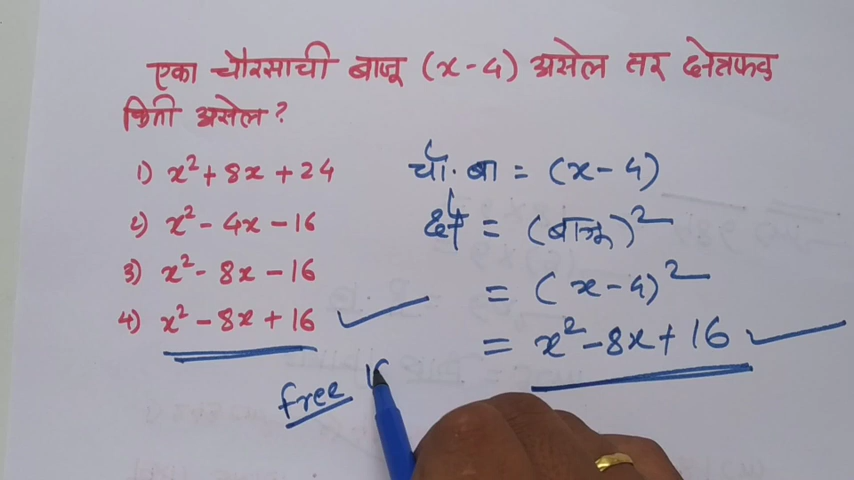 एका चौरसाची बाजू (x-4) असेल तर क्षेत्रफळ
किती असेल?
1) x²+8x+24
2) x²-4x-16
3) x²-8x-16
4) x²-8x+16
चौ. बा = (x-4)
क्षे = (बाजू)²
= (x-4)²
= x²-8x+16
free